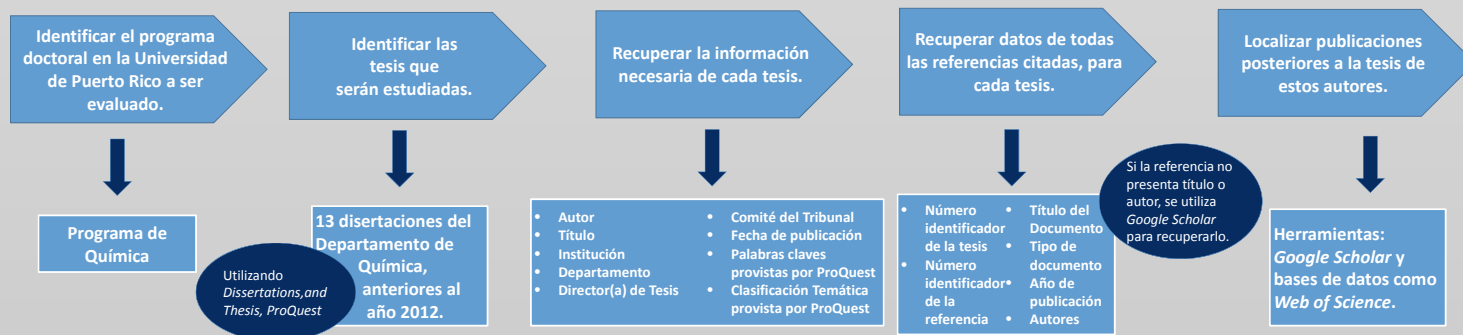 Identificar el programa
doctoral en la Universidad
de Puerto Rico a ser
evaluado.
Identificar las
tesis que
serán estudiadas.
Recuperar la información
necesaria de cada tesis.
Recuperar datos de todas
las referencias citadas, para
cada tesis.
Localizar publicaciones
posteriores a la tesis de
estos autores.
Programa de
Química
Utilizando
Dissertations,and
Thesis, ProQuest
13 disertaciones del
Departamento de
Química,
anteriores al
año 2012.
• Autor
• Título
• Institución
• Departamento
• Director(a) de Tesis
• Comité del Tribunal
• Fecha de publicación
• Palabras claves
provistas por ProQuest
• Clasificación Temática
provista por ProQuest
• Número
identificador
de la tesis
• Número
identificador
de la
referencia
• Título del
Documento
• Tipo de
documento
• Año de
publicación
• Autores
Si la referencia no
presenta título o
autor, se utiliza
Google Scholar
para recuperarlo.
Herramientas:
Google Scholar y
bases de datos como
Web of Science.